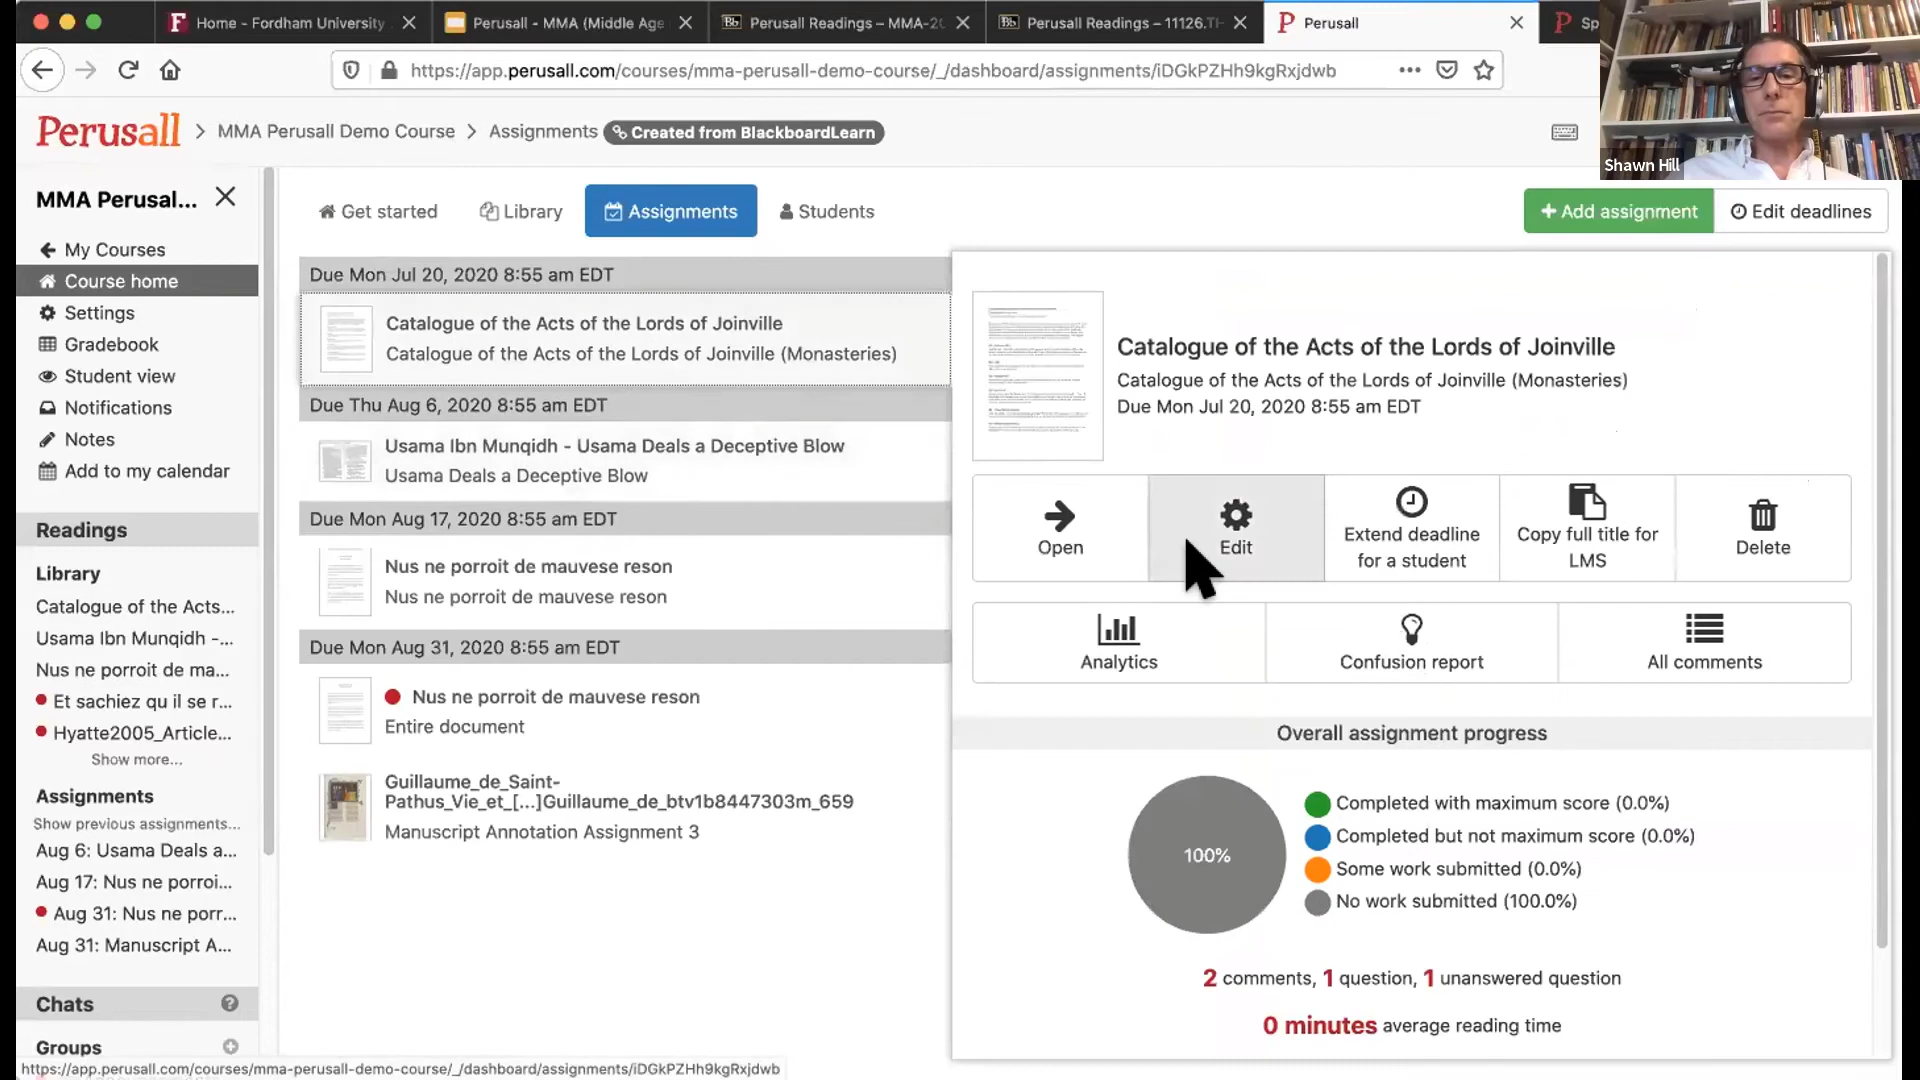 Home - Fordham University
Perusall - MMA (Middle Age
Perusall Readings – MMA-20
Perusall Readings – 11126.TH
Perusall
Sp
https://app.perusall.com/courses/mma-perusall-demo-course/_/dashboard/assignments/iDGkPZHh9kgRxjdwb
Shawn Hill
Perusall > MMA Perusall Demo Course > Assignments Created from BlackboardLearn
MMA Perusal...
My Courses
Course home
Settings
Gradebook
Student view
Notifications
Notes
Add to my calendar
Readings
Library
Catalogue of the Acts...
Usama Ibn Munqidh -...
Nus ne porroit de ma...
Et sachiez qu il se r...
Hyatte2005_Article...
Show more...
Assignments
Show previous assignments...
Aug 6: Usama Deals a...
Aug 17: Nus ne porroi...
Aug 31: Nus ne porr...
Aug 31: Manuscript A...
Chats
Groups
Get started
Library
Assignments
Students
+ Add assignment
Edit deadlines
Due Mon Jul 20, 2020 8:55 am EDT
Catalogue of the Acts of the Lords of Joinville
Catalogue of the Acts of the Lords of Joinville (Monasteries)
Due Thu Aug 6, 2020 8:55 am EDT
Usama Ibn Munqidh - Usama Deals a Deceptive Blow
Usama Deals a Deceptive Blow
Due Mon Aug 17, 2020 8:55 am EDT
Nus ne porroit de mauvese reson
Nus ne porroit de mauvese reson
Due Mon Aug 31, 2020 8:55 am EDT
Nus ne porroit de mauvese reson
Entire document
Guillaume_de_Saint-
Pathus_Vie_et_[...]Guillaume_de_btv1b8447303m_659
Manuscript Annotation Assignment 3
Catalogue of the Acts of the Lords of Joinville
Catalogue of the Acts of the Lords of Joinville (Monasteries)
Due Mon Jul 20, 2020 8:55 am EDT
Open
Edit
Extend deadline
for a student
Copy full title for
LMS
Delete
Analytics
Confusion report
All comments
Overall assignment progress
100%
Completed with maximum score (0.0%)
Completed but not maximum score (0.0%)
Some work submitted (0.0%)
No work submitted (100.0%)
2 comments, 1 question, 1 unanswered question
0 minutes average reading time
https://app.perusall.com/courses/mma-perusall-demo-course/_/dashboard/assignments/iDGkPZHh9kgRxjdwb